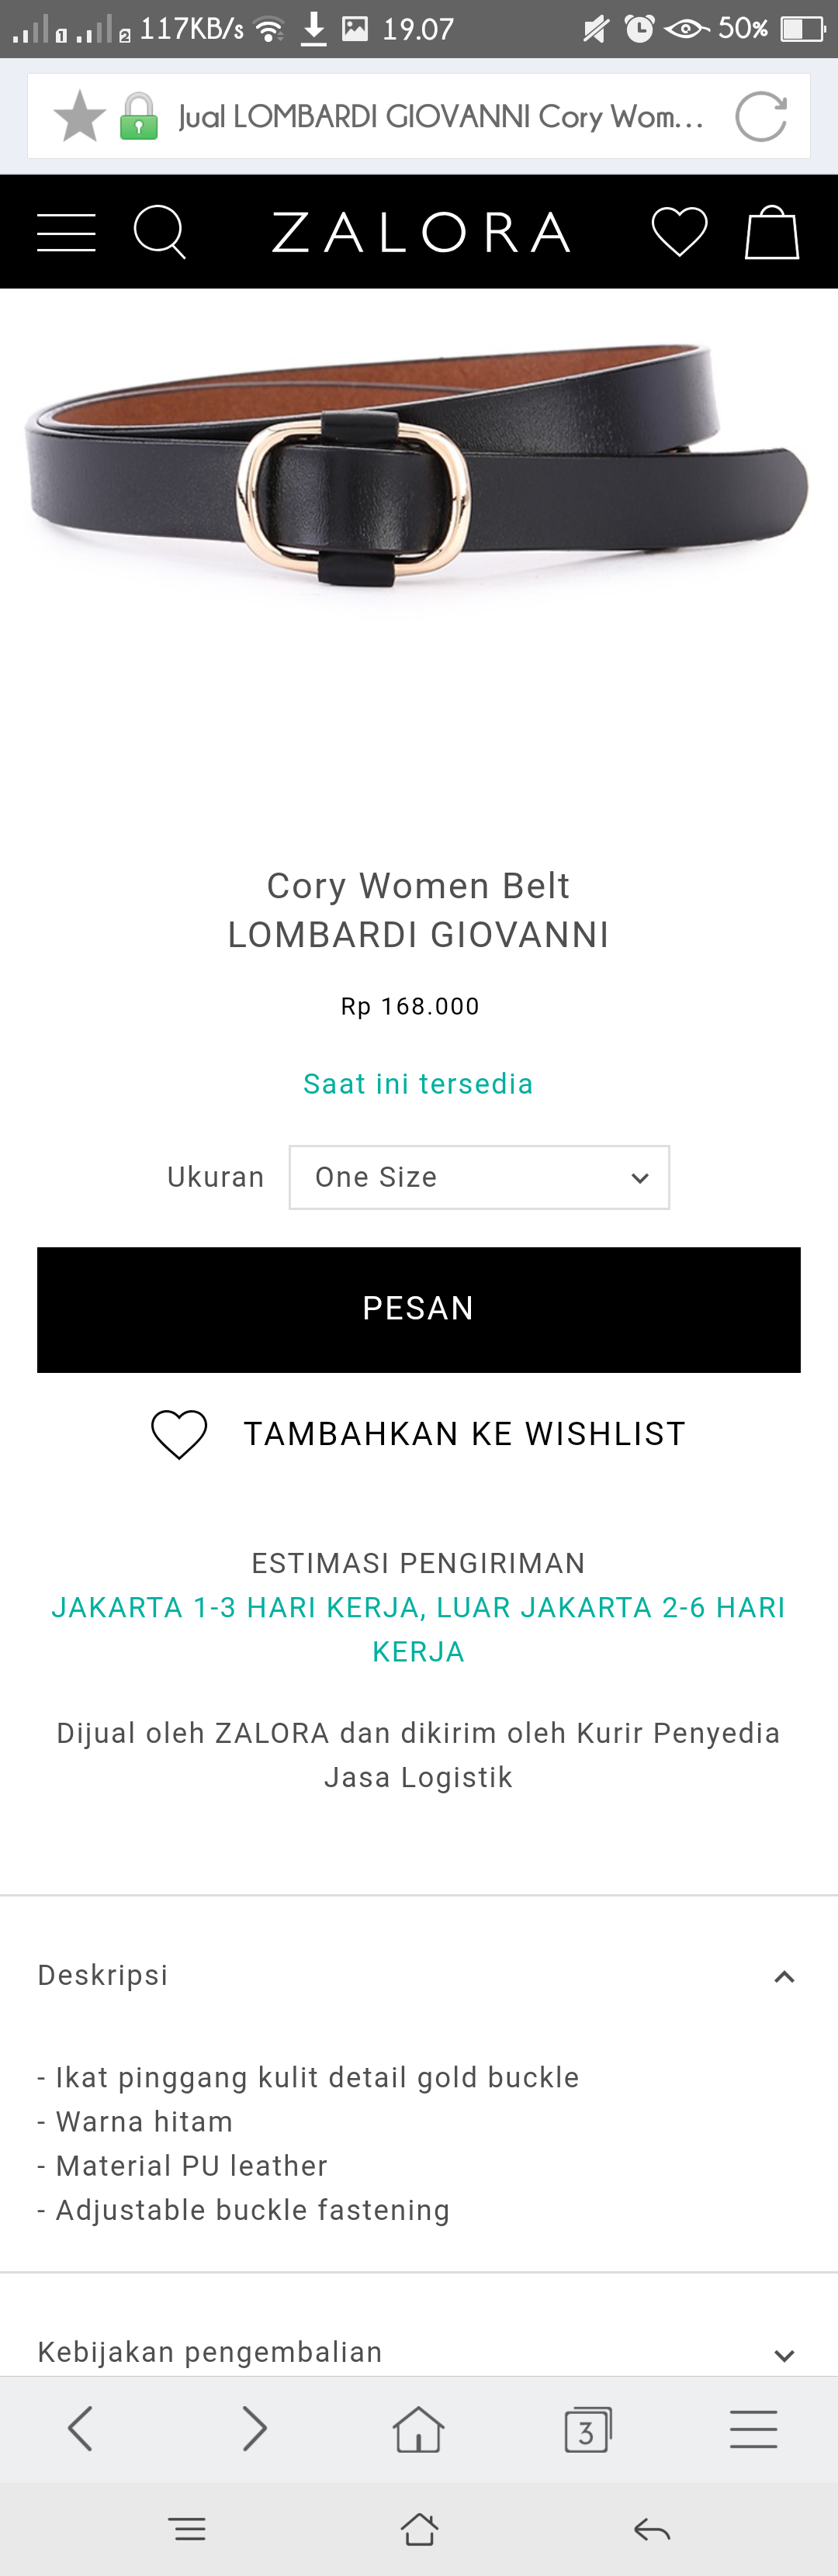 1 2 117KB/s 19.07 50%
Jual LOMBARDI GIOVANNI Cory Wom...
ZALORA
Cory Women Belt
LOMBARDI GIOVANNI
Rp 168.000
Saat ini tersedia
Ukuran One Size
PESAN
TAMBAHKAN KE WISHLIST
ESTIMASI PENGIRIMAN
JAKARTA 1-3 HARI KERJA, LUAR JAKARTA 2-6 HARI
KERJA
Dijual oleh ZALORA dan dikirim oleh Kurir Penyedia
Jasa Logistik
Deskripsi
- Ikat pinggang kulit detail gold buckle
- Warna hitam
- Material PU leather
- Adjustable buckle fastening
Kebijakan pengembalian
3